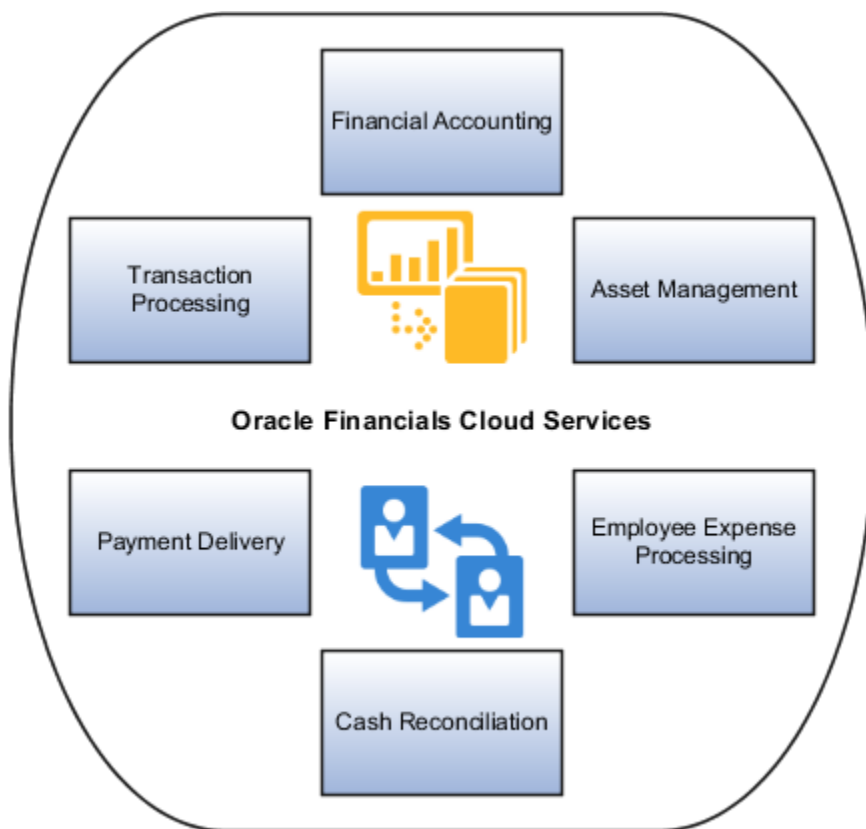 Financial Accounting
Transaction
Processing
Asset Management
Oracle Financials Cloud Services
Payment Delivery
Employee Expense
Processing
Cash Reconciliation